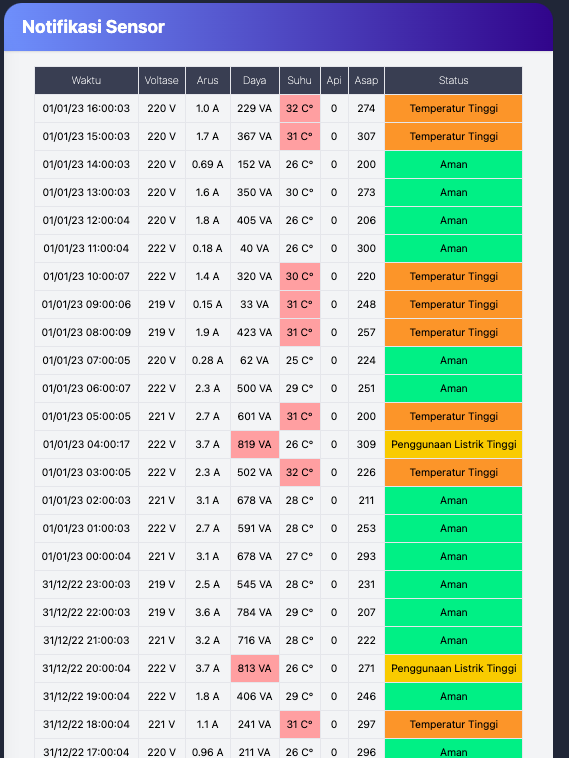 Notifikasi Sensor
Waktu Voltase Arus Daya Suhu Api Asap Status
01/01/23 16:00:03 220 V 1.0 A 229 VA 32 C° 0 274 Temperatur Tinggi
01/01/23 15:00:03 220 V 1.7 A 367 VA 31 C° 0 307 Temperatur Tinggi
01/01/23 14:00:03 220 V 0.69 A 152 VA 26 C° 0 200 Aman
01/01/23 13:00:03 220 V 1.6 A 350 VA 30 C° 0 273 Aman
01/01/23 12:00:04 220 V 1.8 A 405 VA 26 C° 0 206 Aman
01/01/23 11:00:04 222 V 0.18 A 40 VA 26 C° 0 300 Aman
01/01/23 10:00:07 222 V 1.4 A 320 VA 30 C° 0 220 Temperatur Tinggi
01/01/23 09:00:06 219 V 0.15 A 33 VA 31 C° 0 248 Temperatur Tinggi
01/01/23 08:00:09 219 V 1.9 A 423 VA 31 C° 0 257 Temperatur Tinggi
01/01/23 07:00:05 220 V 0.28 A 62 VA 25 C° 0 224 Aman
01/01/23 06:00:07 222 V 2.3 A 500 VA 29 C° 0 251 Aman
01/01/23 05:00:05 221 V 2.7 A 601 VA 31 C° 0 200 Temperatur Tinggi
01/01/23 04:00:17 222 V 3.7 A 819 VA 26 C° 0 309 Penggunaan Listrik Tinggi
01/01/23 03:00:05 222 V 2.3 A 502 VA 32 C° 0 226 Temperatur Tinggi
01/01/23 02:00:03 221 V 3.1 A 678 VA 28 C° 0 211 Aman
01/01/23 01:00:03 222 V 2.7 A 591 VA 28 C° 0 253 Aman
01/01/23 00:00:04 221 V 3.1 A 678 VA 27 C° 0 293 Aman
31/12/22 23:00:03 219 V 2.5 A 545 VA 28 C° 0 231 Aman
31/12/22 22:00:03 219 V 3.6 A 784 VA 29 C° 0 207 Aman
31/12/22 21:00:03 221 V 3.2 A 716 VA 28 C° 0 222 Aman
31/12/22 20:00:04 222 V 3.7 A 813 VA 26 C° 0 271 Penggunaan Listrik Tinggi
31/12/22 19:00:04 222 V 1.8 A 406 VA 29 C° 0 246 Aman
31/12/22 18:00:04 221 V 1.1 A 241 VA 31 C° 0 297 Temperatur Tinggi
31/12/22 17:00:04 220 V 0.96 A 211 VA 26 C° 0 296 Aman